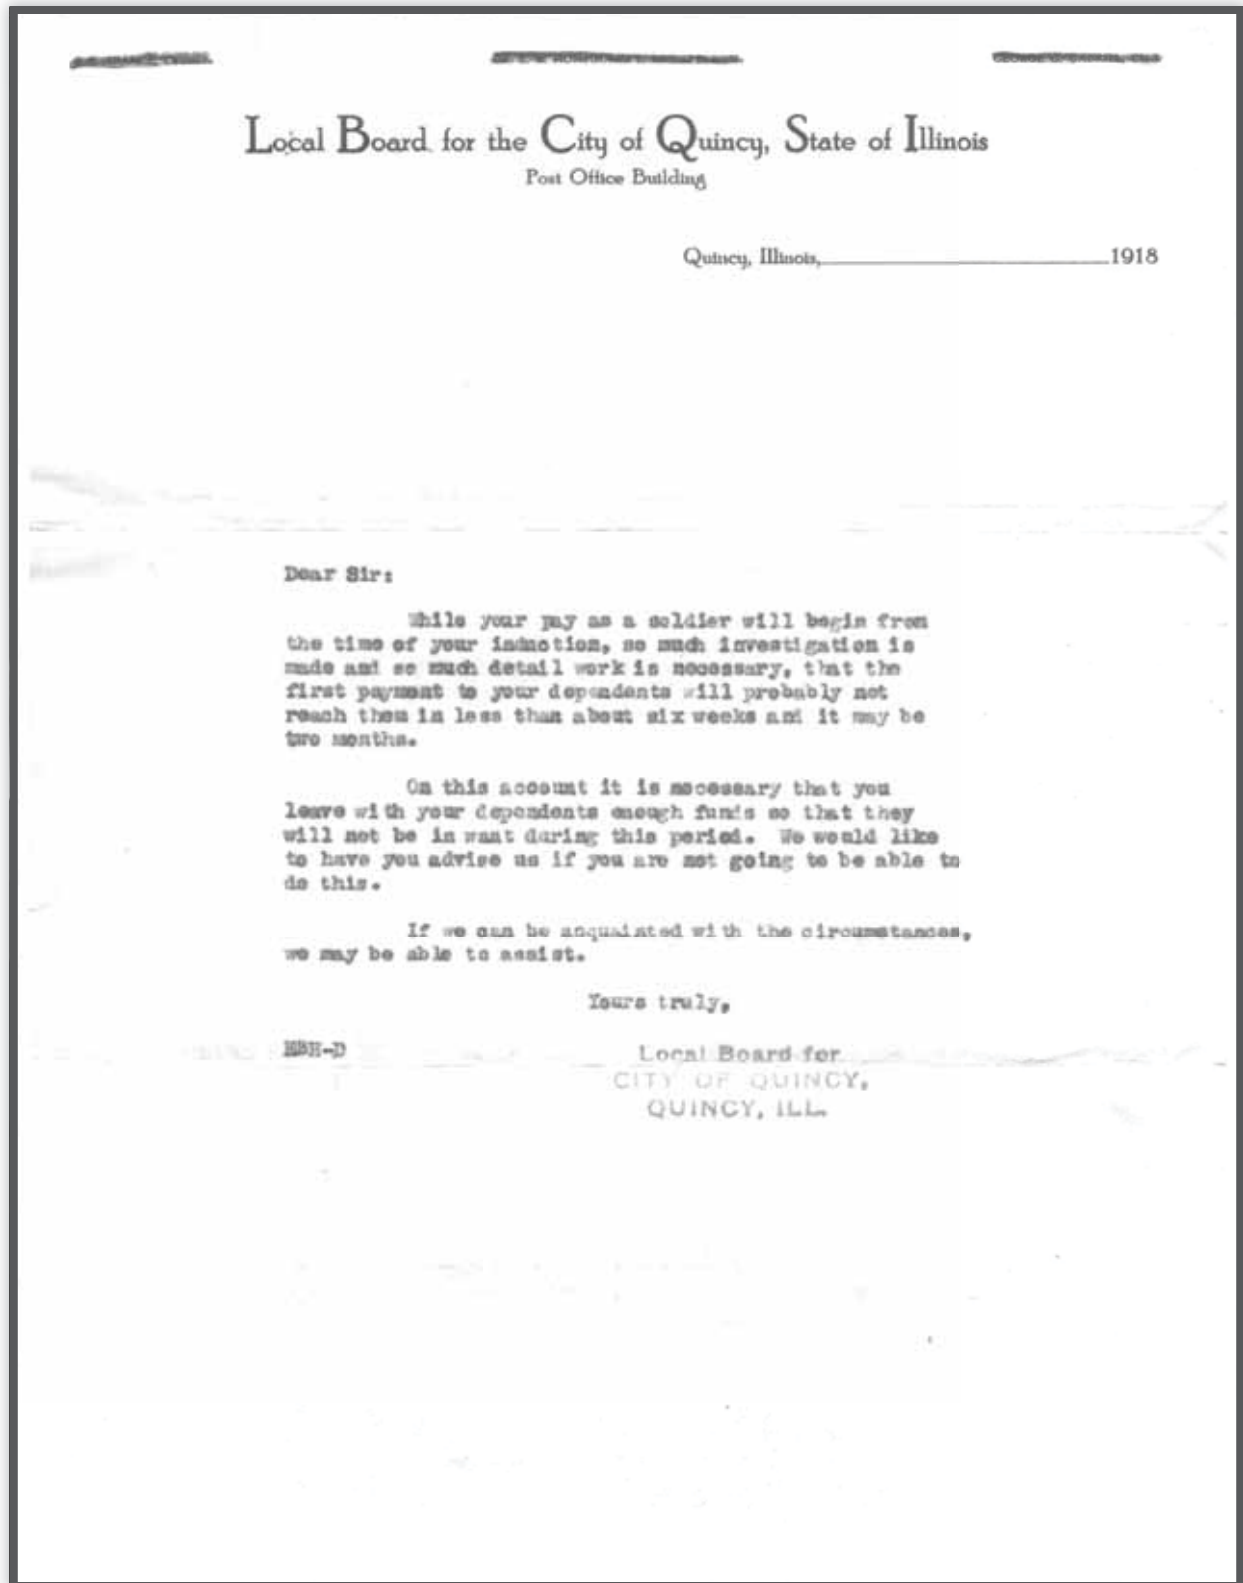 Local Board for the City of Quincy, State of Illinois
Post Office Building
Quincy, Illinois, 1918
Dear Sir:
While your pay as a soldier will begin from
the time of your induction, so much investigation is
made and so much detail work is necessary, that the
first payment to your dependents will probably not
reach them in less than about six weeks and it may be
two months.
On this account it is necessary that you
leave with your dependents enough funds so that they
will not be in want during this period. We would like
to have you advise us if you are not going to be able to
do this.
If we can be acquainted with the circumstances,
we may be able to assist.
Yours truly,
Local Board for
CITY OF QUINCY,
QUINCY, ILL.